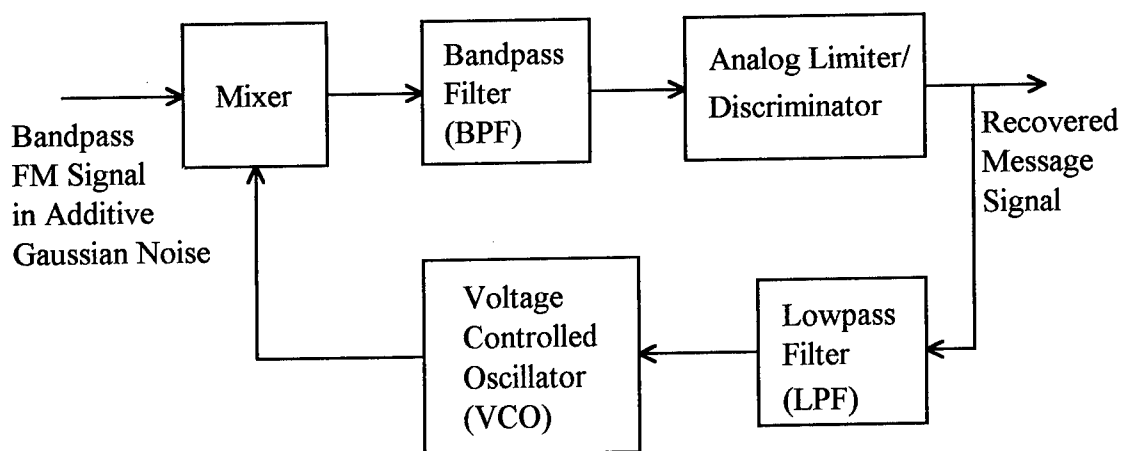 Mixer
Bandpass
Filter
(BPF)
Analog Limiter/
Discriminator
Bandpass
FM Signal
in Additive
Gaussian Noise
Recovered
Message
Signal
Voltage
Controlled
Oscillator
(VCO)
Lowpass
Filter
(LPF)